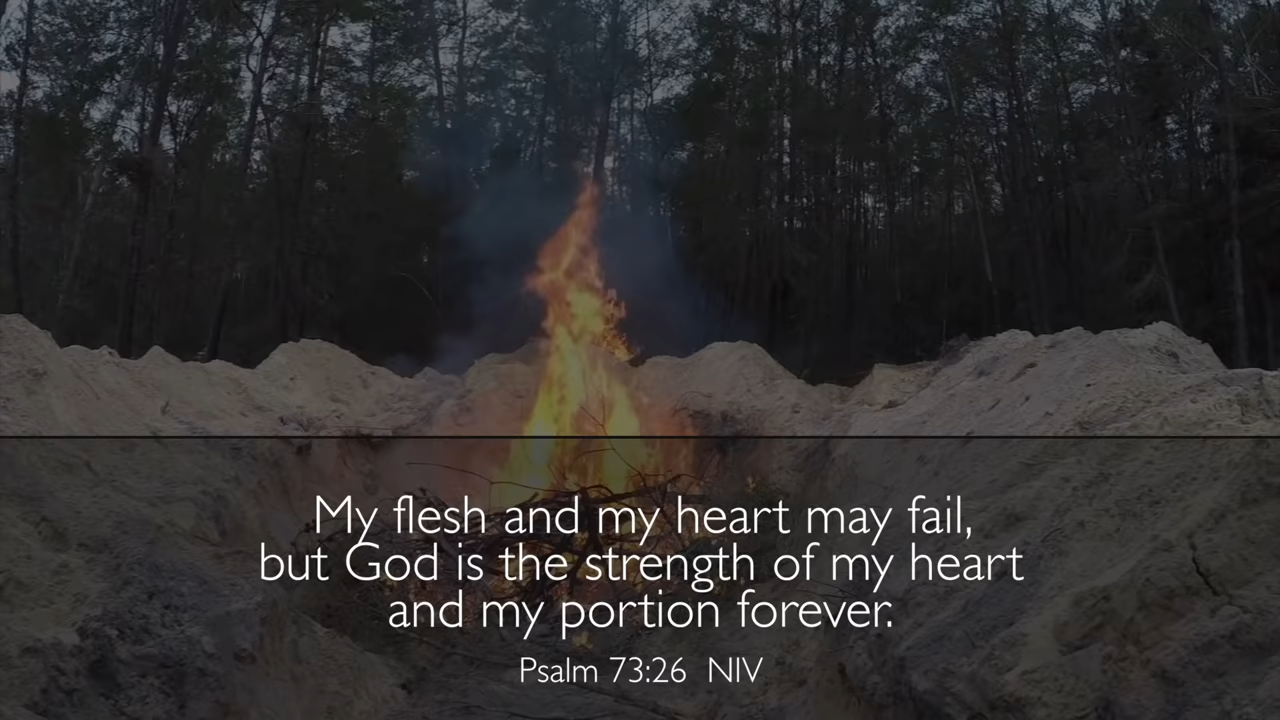 My flesh and my heart may fail,
but God is the strength of my heart
and my portion forever.
Psalm 73:26 NIV